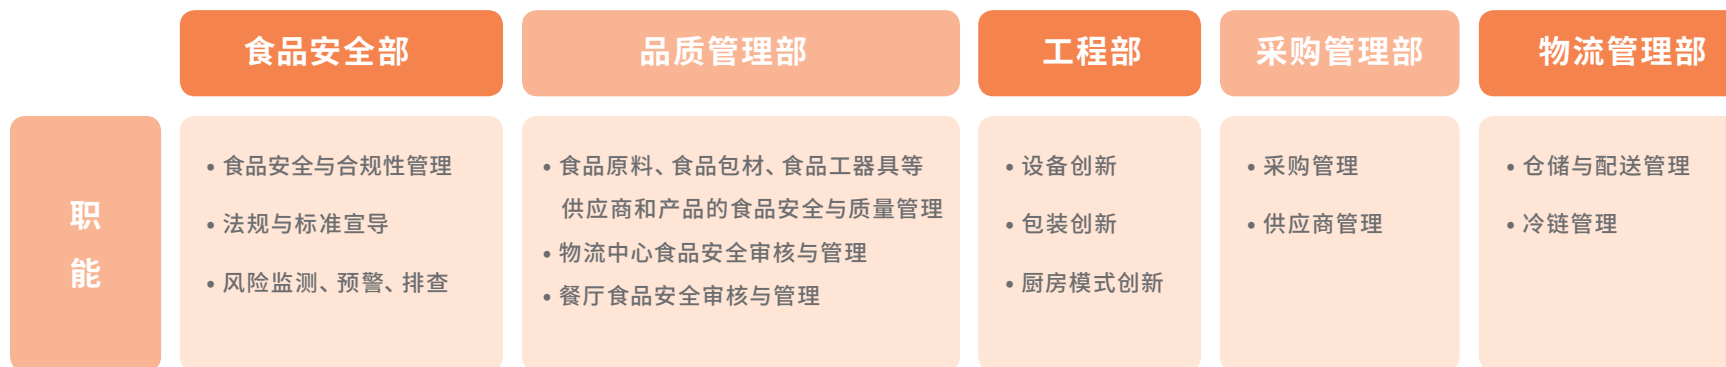 食品安全部
品质管理部
工程部
采购管理部
物流管理部
职
能
• 食品安全与合规性管理
• 法规与标准宣导
• 风险监测、预警、排查
• 食品原料、食品包材、食品工器具等
供应商和产品的食品安全与质量管理
• 物流中心食品安全审核与管理
• 餐厅食品安全审核与管理
• 设备创新
• 包装创新
• 厨房模式创新
• 采购管理
• 供应商管理
• 仓储与配送管理
• 冷链管理